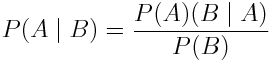 P(A | B) = P(A)(B | A) / P(B)